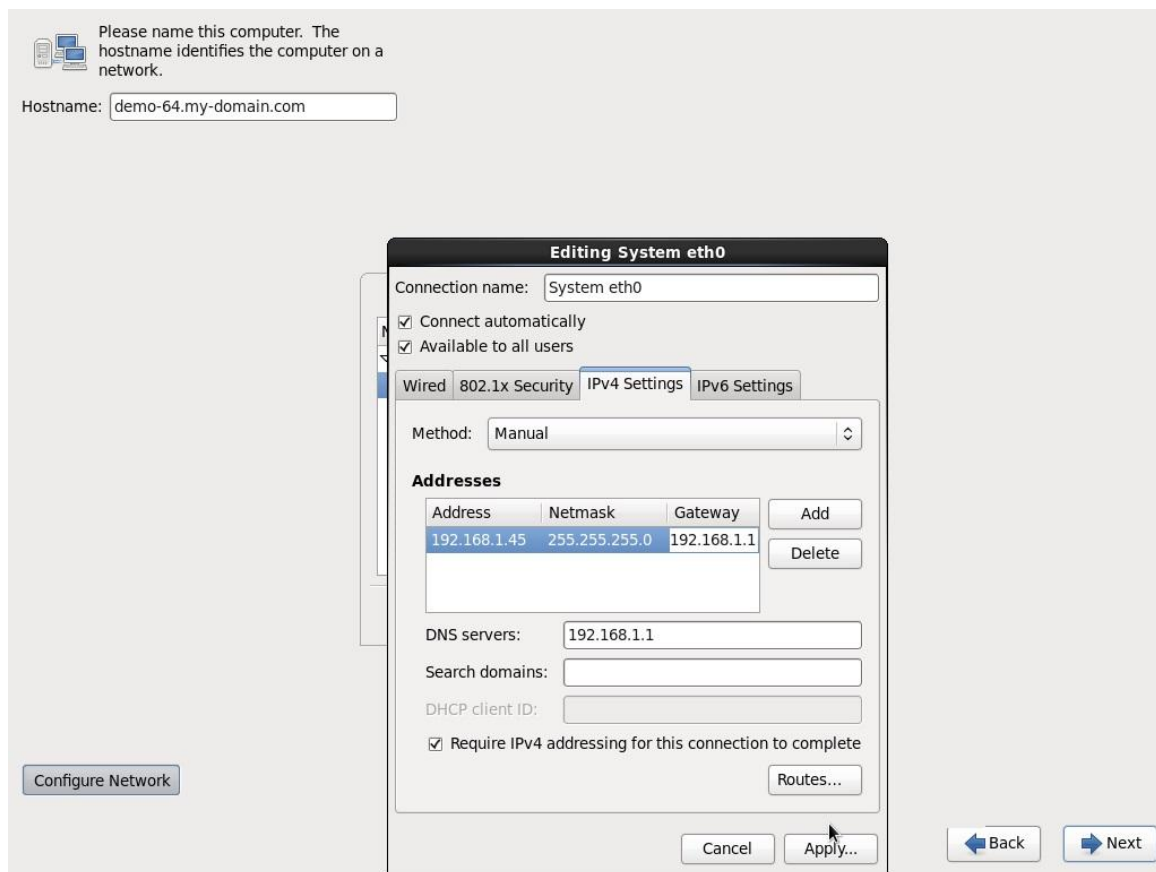 Please name this computer. The
hostname identifies the computer on a
network.
Hostname: demo-64.my-domain.com
Editing System eth0
Connection name: System eth0
Connect automatically
Available to all users
Wired 802.1x Security IPv4 Settings IPv6 Settings
Method: Manual
Addresses
Address Netmask Gateway Add
192.168.1.45 255.255.255.0 192.168.1.1
Delete
DNS servers: 192.168.1.1
Search domains:
DHCP client ID:
Require IPv4 addressing for this connection to complete
Configure Network Routes...
Cancel Apply... Back Next